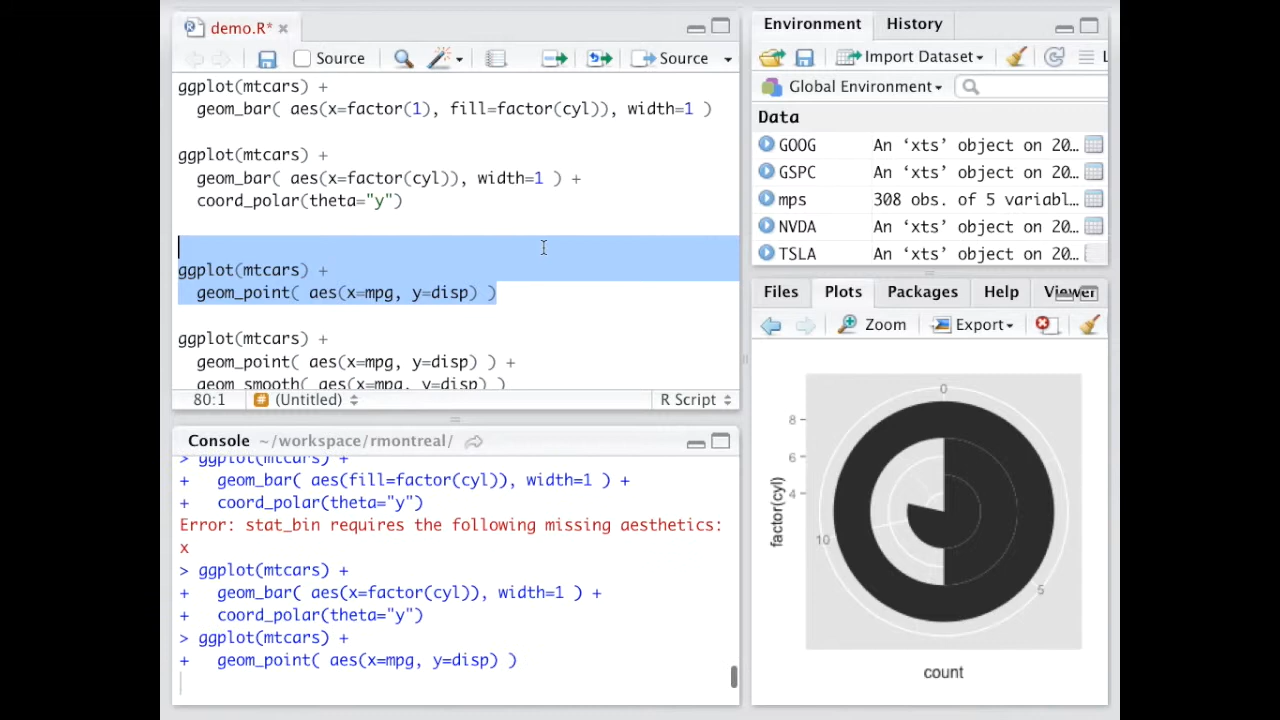 demo.R*
Source
Source
ggplot(mtcars) +
geom_bar( aes(x=factor(1), fill=factor(cyl)), width=1 )
ggplot(mtcars) +
geom_bar( aes(x=factor(cyl)), width=1 ) +
coord_polar(theta="y")
ggplot(mtcars) +
geom_point( aes(x=mpg, y=disp) )
ggplot(mtcars) +
geom_point( aes(x=mpg, y=disp) ) +
geom_smooth( aes(x=mpg, y=disp) )
80:1
(Untitled)
R Script
Console ~/workspace/rmontreal/
> ggplot(mtcars) +
+ geom_bar( aes(fill=factor(cyl)), width=1 ) +
+ coord_polar(theta="y")
Error: stat_bin requires the following missing aesthetics:
x
> ggplot(mtcars) +
+ geom_bar( aes(x=factor(cyl)), width=1 ) +
+ coord_polar(theta="y")
> ggplot(mtcars) +
+ geom_point( aes(x=mpg, y=disp) )
Environment History
Import Dataset
L
Global Environment
Data
GOOG An ‘xts’ object on 20…
GSPC An ‘xts’ object on 20…
mps 308 obs. of 5 variabl…
NVDA An ‘xts’ object on 20…
TSLA An ‘xts’ object on 20…
Files Plots Packages Help Viewer
Zoom Export
0
8
6
4
10
5
factor(cyl)
count